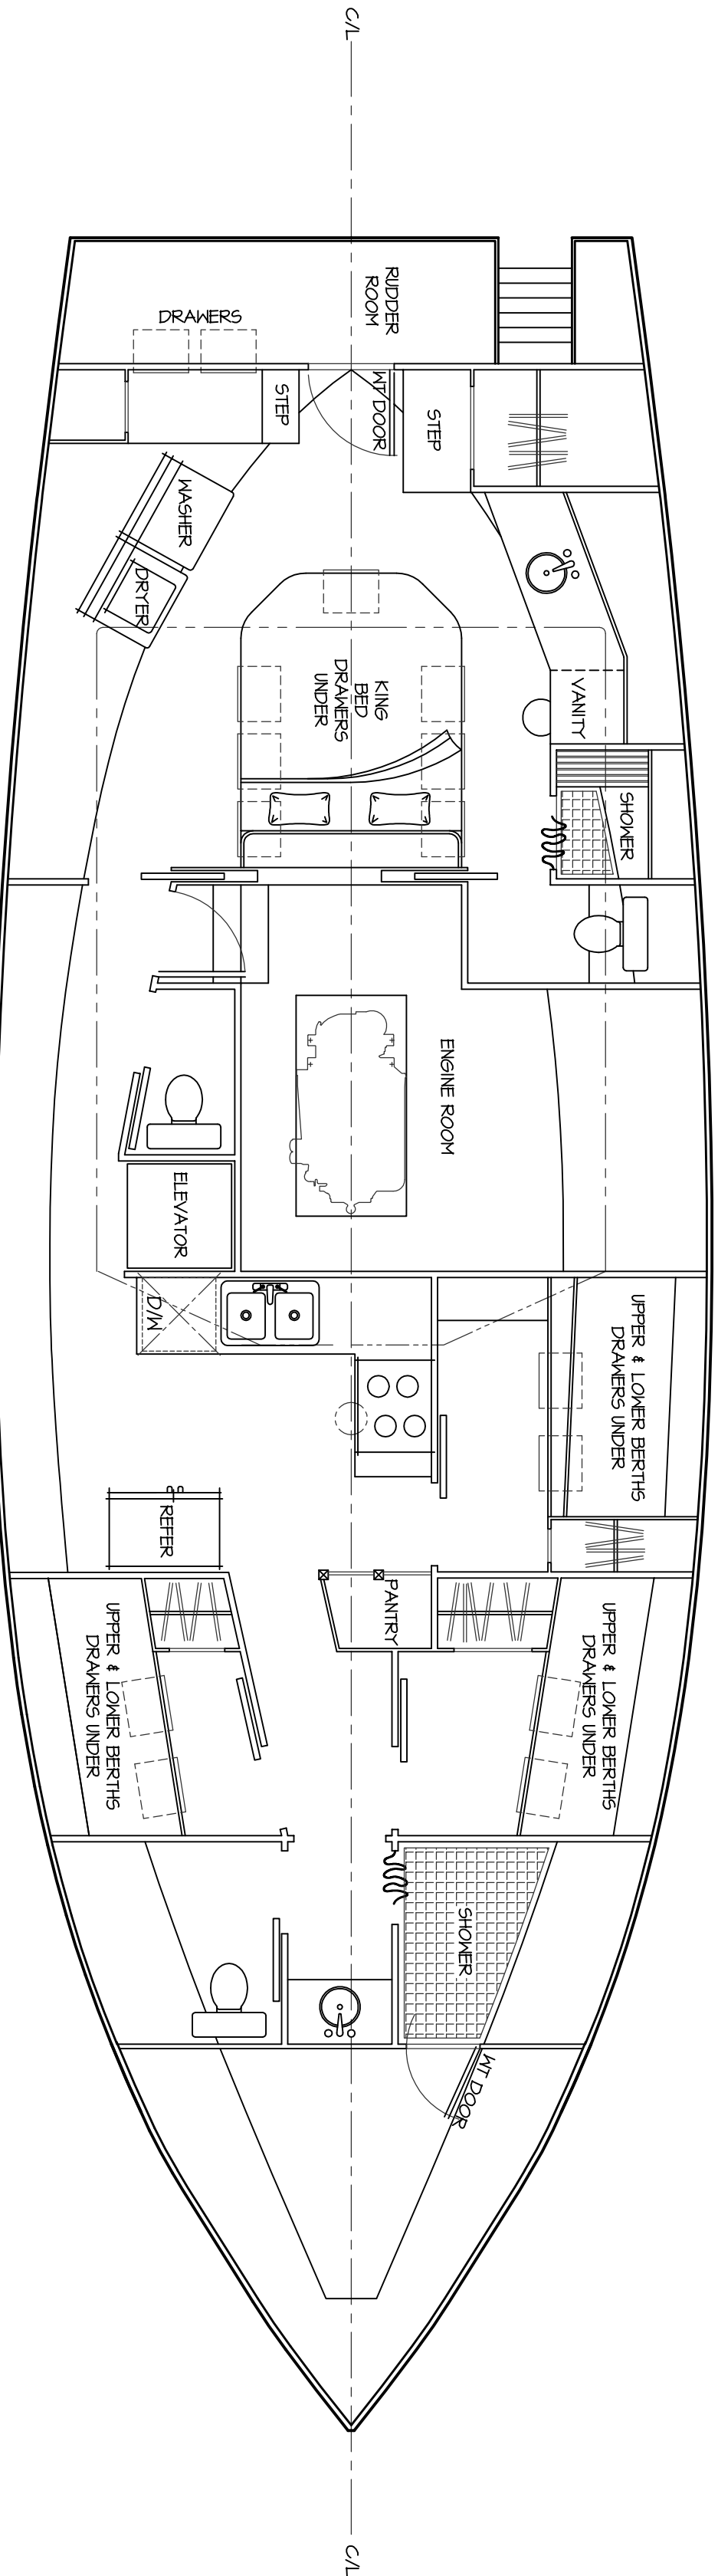 C/L
RUDDER
ROOM
DRAWERS
STEP
WT DOOR
STEP
WASHER
DRYER
KING
BED
DRAWERS
UNDER
VANITY
SHOWER
ENGINE ROOM
ELEVATOR
D/W
UPPER & LOWER BERTHS
DRAWERS UNDER
REFER
PANTRY
UPPER & LOWER BERTHS
DRAWERS UNDER
UPPER & LOWER BERTHS
DRAWERS UNDER
SHOWER
WT DOOR
C/L